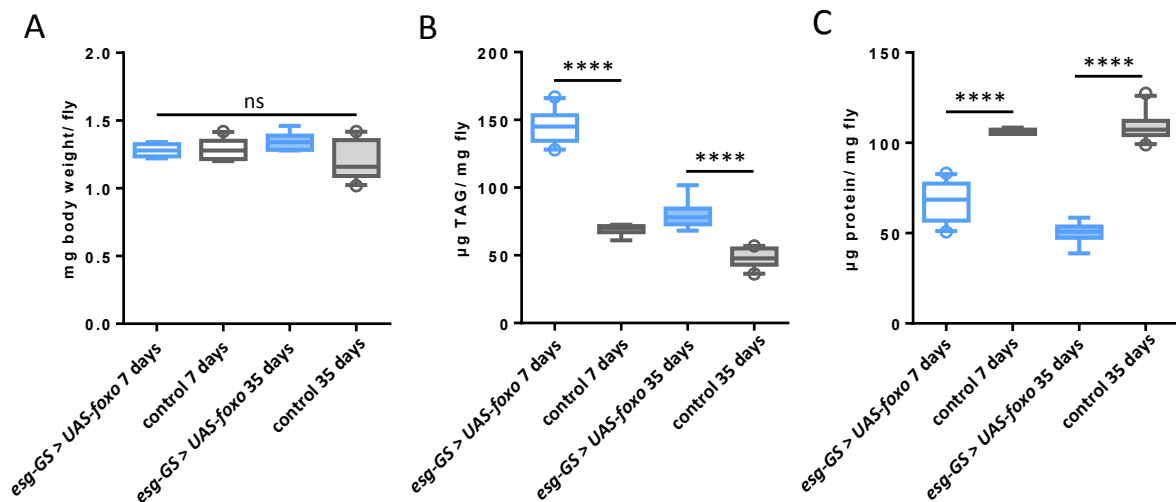 A
mg body weight/ fly
2.0
1.5
1.0
0.5
0.0
ns
esg-GS > UAS-foxo 7 days
control 7 days
esg-GS > UAS-foxo 35 days
control 35 days
B
µg TAG/ mg fly
200
150
100
50
0
****
****
esg-GS > UAS-foxo 7 days
control 7 days
esg-GS > UAS-foxo 35 days
control 35 days
C
µg protein/ mg fly
150
100
50
0
****
****
esg-GS > UAS-foxo 7 days
control 7 days
esg-GS > UAS-foxo 35 days
control 35 days